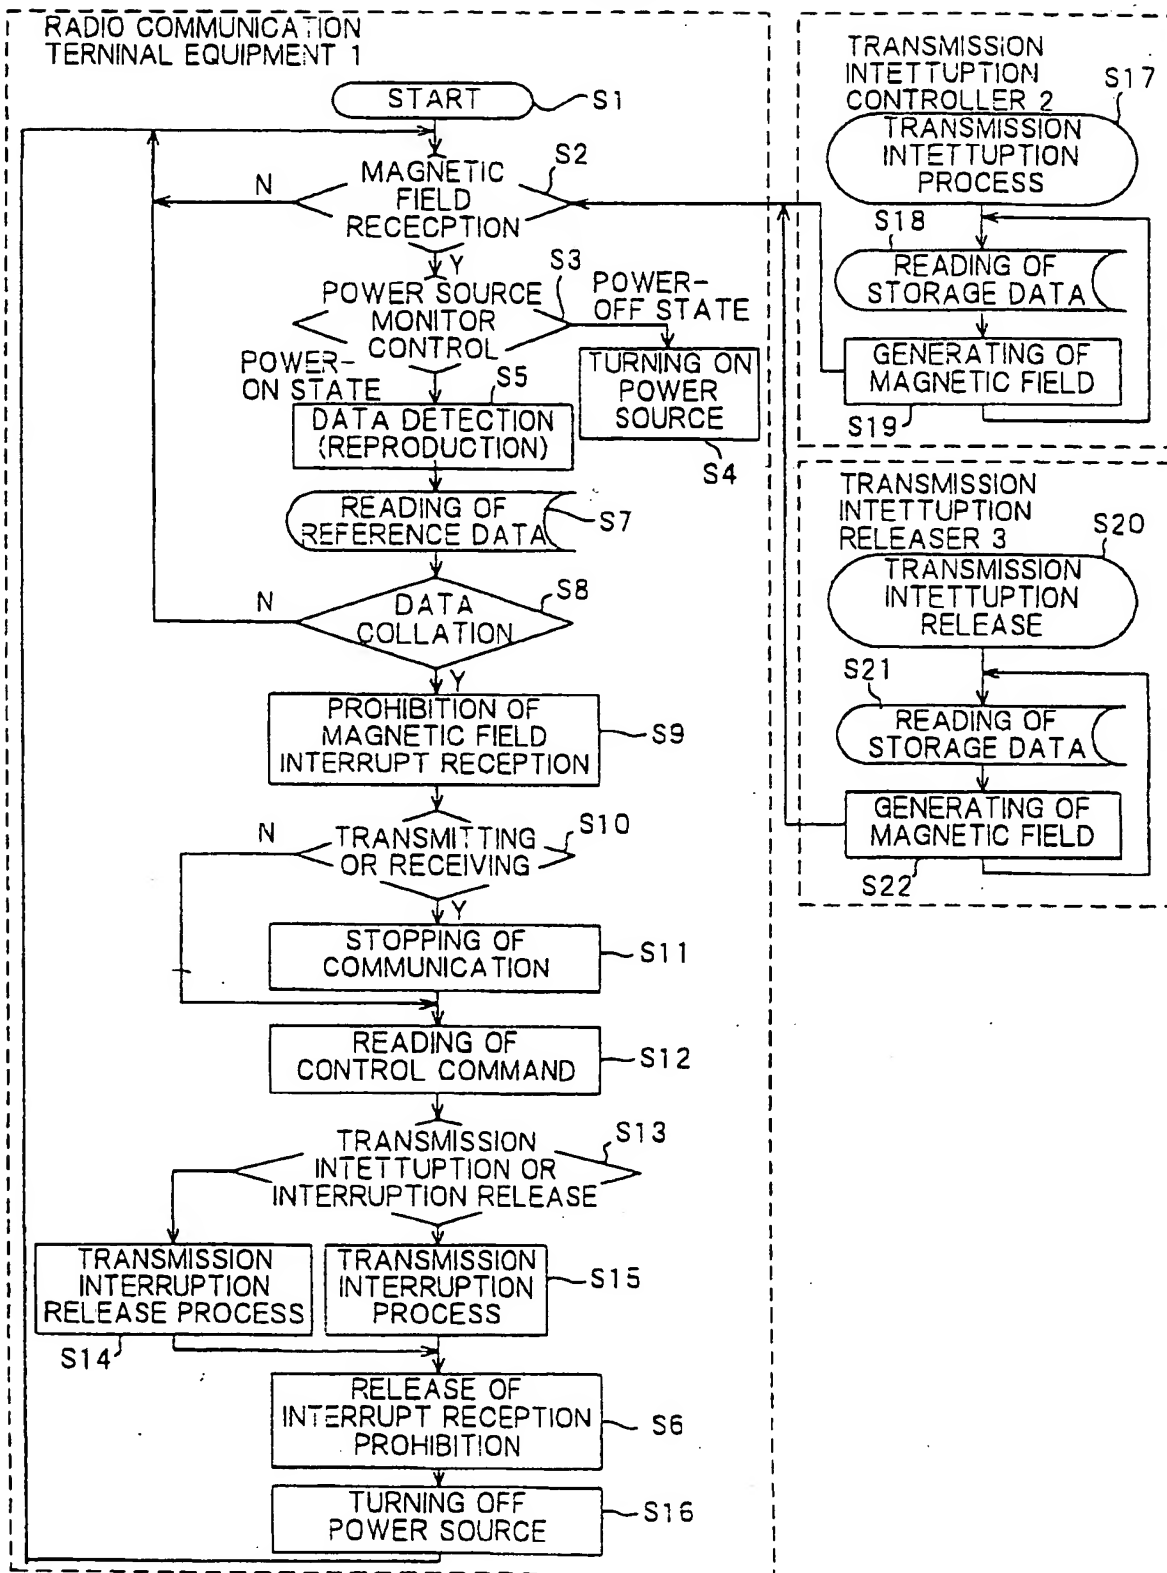 RADIO COMMUNICATION
TERNINAL EQUIPMENT 1
START
S1
MAGNETIC
FIELD
RECECPTION
S2
N
Y
POWER SOURCE
MONITOR
CONTROL
S3
POWER-
OFF STATE
TURNING ON
POWER
SOURCE
S4
POWER-
ON STATE
S5
DATA DETECTION
(REPRODUCTION)
READING OF
REFERENCE DATA
S7
DATA
COLLATION
S8
N
Y
PROHIBITION OF
MAGNETIC FIELD
INTERRUPT RECEPTION
S9
TRANSMITTING
OR RECEIVING
S10
N
Y
STOPPING OF
COMMUNICATION
S11
READING OF
CONTROL COMMAND
S12
TRANSMISSION
INTETTUPTION OR
INTERRUPTION RELEASE
S13
TRANSMISSION
INTERRUPTION
RELEASE PROCESS
S14
TRANSMISSION
INTERRUPTION
PROCESS
S15
RELEASE OF
INTERRUPT RECEPTION
PROHIBITION
S6
TURNING OFF
POWER SOURCE
S16
TRANSMISSION
INTETTUPTION
CONTROLLER 2
S17
TRANSMISSION
INTETTUPTION
PROCESS
S18
READING OF
STORAGE DATA
GENERATING OF
MAGNETIC FIELD
S19
TRANSMISSION
INTETTUPTION
RELEASER 3
S20
TRANSMISSION
INTETTUPTION
RELEASE
S21
READING OF
STORAGE DATA
GENERATING OF
MAGNETIC FIELD
S22